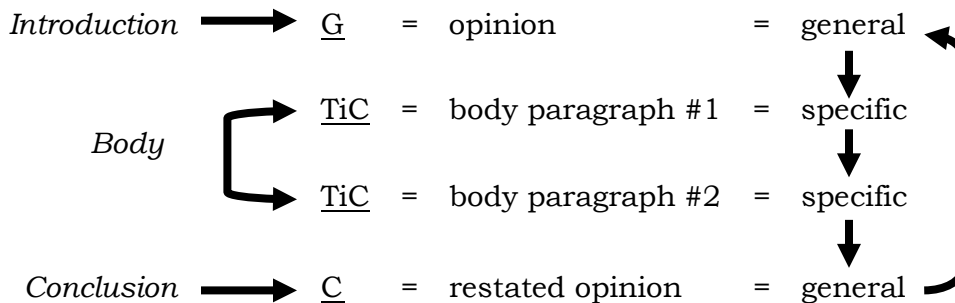 Introduction G = opinion = general
TiC = body paragraph #1 = specific
Body
TiC = body paragraph #2 = specific
Conclusion C = restated opinion = general